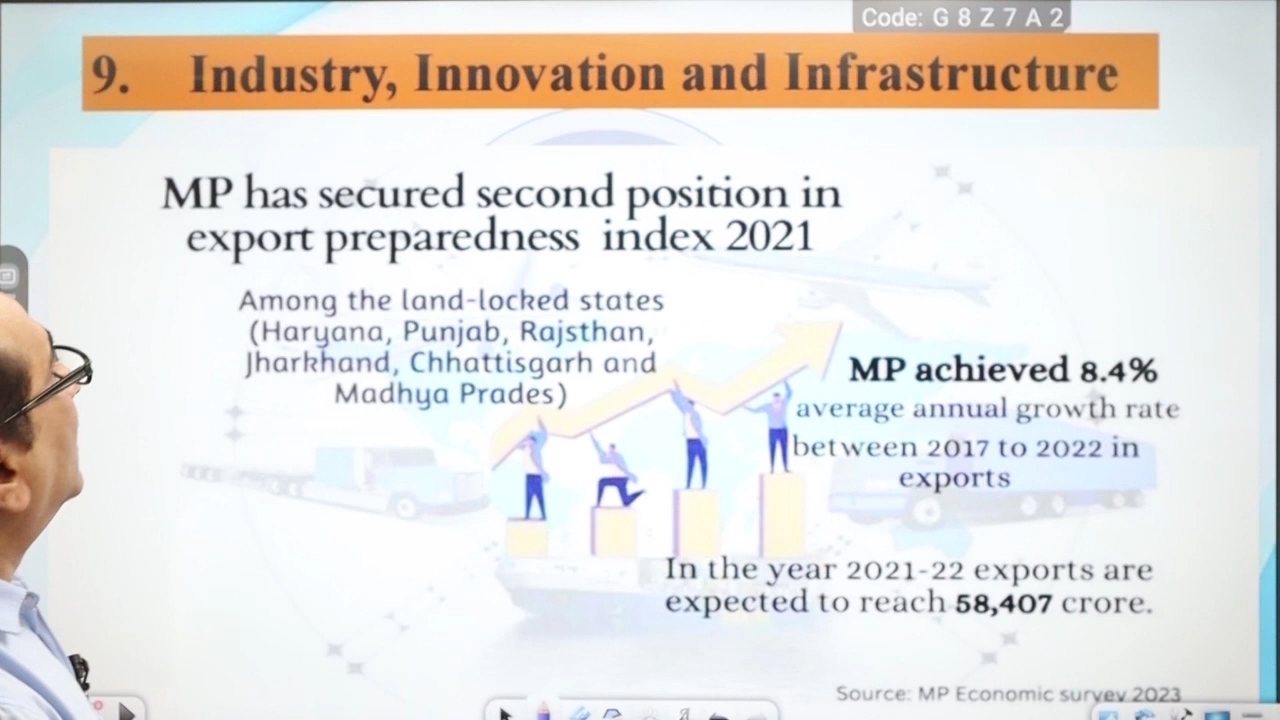 Code: G 8 Z 7 A 2
9. Industry, Innovation and Infrastructure
MP has secured second position in
export preparedness index 2021
Among the land-locked states
(Haryana, Punjab, Rajsthan,
Jharkhand, Chhattisgarh and
Madhya Prades)
MP achieved 8.4%
average annual growth rate
between 2017 to 2022 in
exports
In the year 2021-22 exports are
expected to reach 58,407 crore.
Source: MP Economic survey 2023